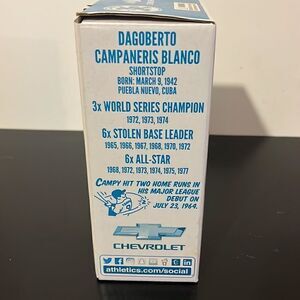 DAGOBERTO
CAMPANERIS BLANCO
SHORTSTOP
BORN: MARCH 9, 1942
PUEBLA NUEVO, CUBA
3X WORLD SERIES CHAMPION
1972, 1973, 1974
6X STOLEN BASE LEADER
1965, 1966, 1967, 1968, 1970, 1972
6X ALL-STAR
1968, 1972, 1973, 1974, 1975, 1977
CAMPY HIT TWO HOME RUNS IN
HIS MAJOR LEAGUE
DEBUT ON
JULY 23, 1964.
CHEVROLET
athletics.com/social